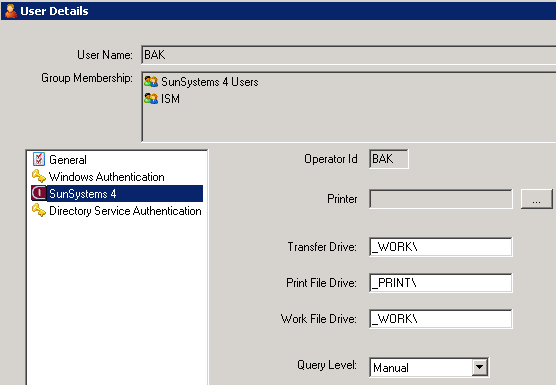 User Details
User Name: BAK
Group Membership: SunSystems 4 Users
ISM
General
Windows Authentication
SunSystems 4
Directory Service Authentication
Operator Id BAK
Printer ...
Transfer Drive: _WORK\
Print File Drive: _PRINT\
Work File Drive: _WORK\
Query Level: Manual